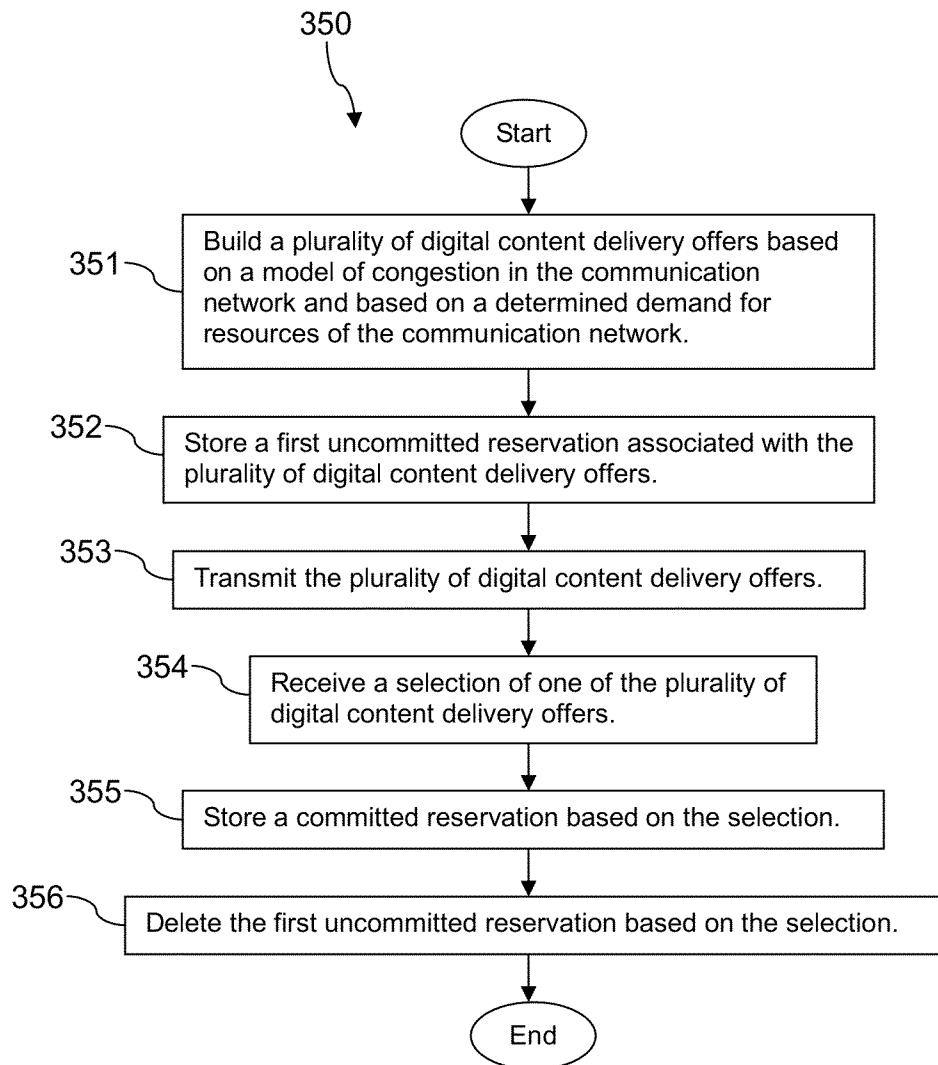 350
Start
351
Build a plurality of digital content delivery offers based
on a model of congestion in the communication
network and based on a determined demand for
resources of the communication network.
352
Store a first uncommitted reservation associated with the
plurality of digital content delivery offers.
353
Transmit the plurality of digital content delivery offers.
354
Receive a selection of one of the plurality of
digital content delivery offers.
355
Store a committed reservation based on the selection.
356
Delete the first uncommitted reservation based on the selection.
End